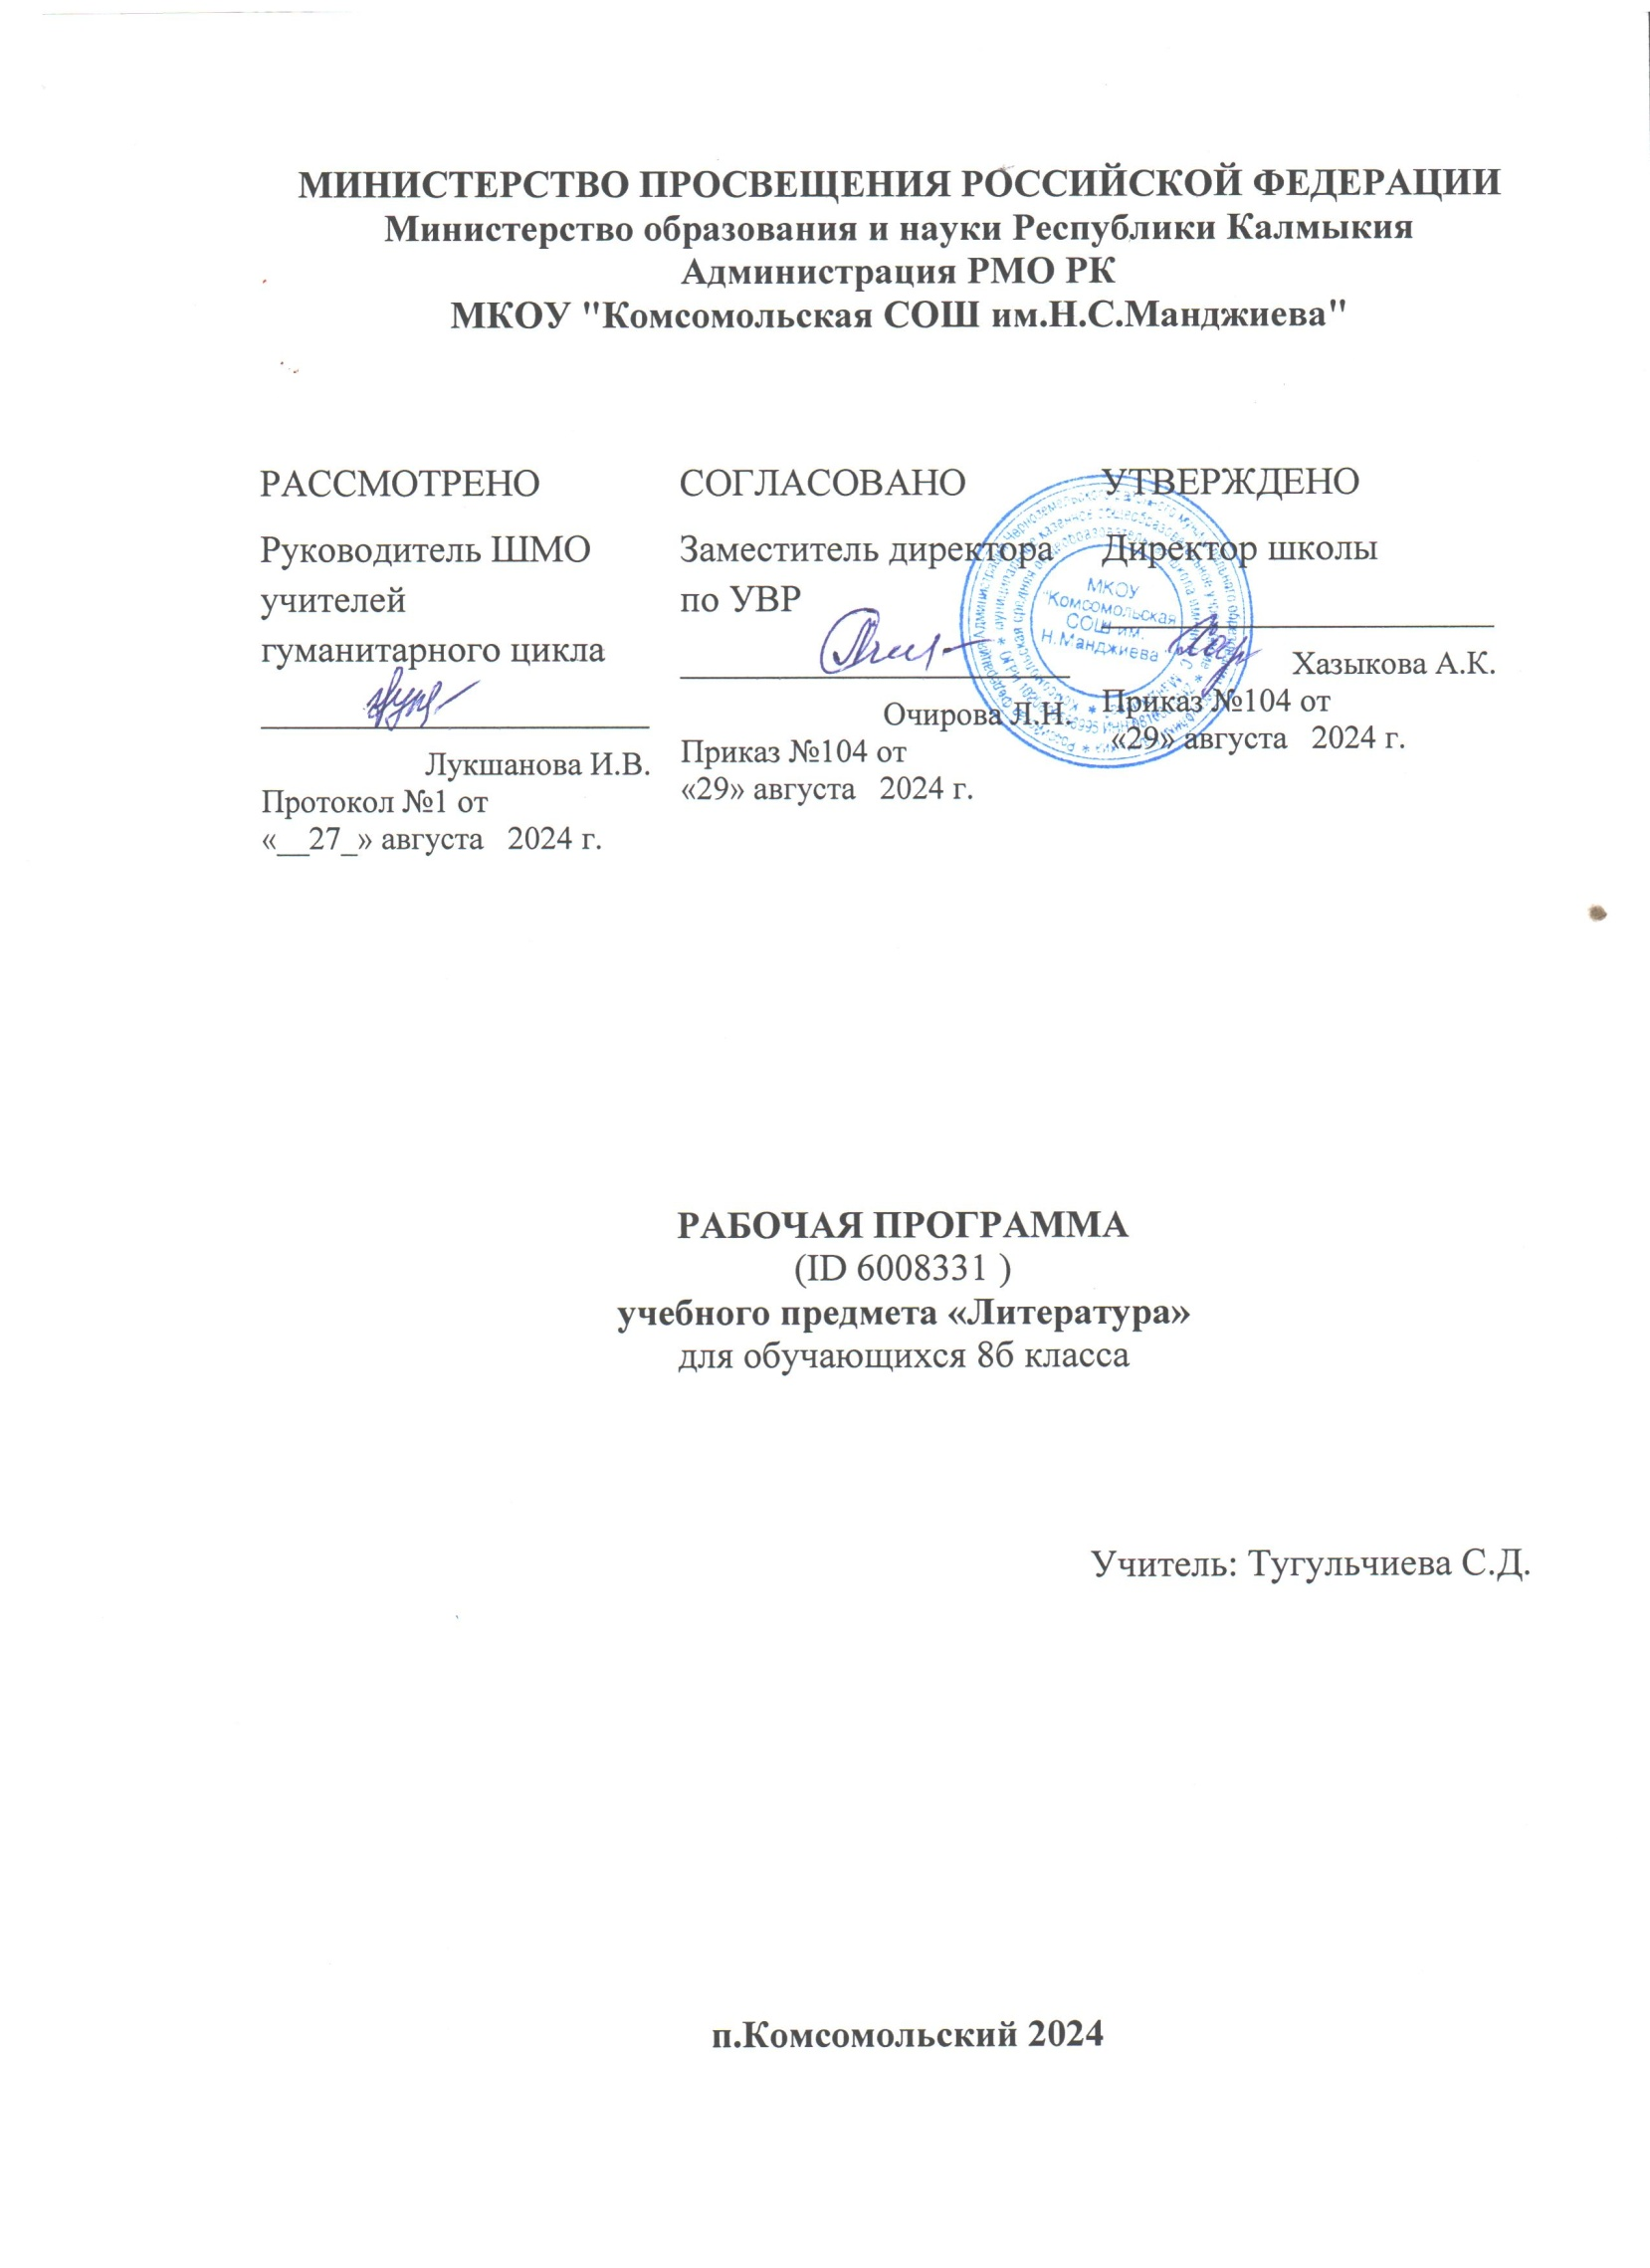 МИНИСТЕРСТВО ПРОСВЕЩЕНИЯ РОССИЙСКОЙ ФЕДЕРАЦИИ
Министерство образования и науки Республики Калмыкия
Администрация РМО РК
МКОУ "Комсомольская СОШ им.Н.С.Манджиева"
РАССМОТРЕНО
Руководитель ШМО
учителей
гуманитарного цикла
Лукшанова И.В.
Протокол №1 от
«__27_» августа 2024 г.
СОГЛАСОВАНО
Заместитель директора
по УВР
Очирова Л.Н.
Приказ №104 от
«29» августа 2024 г.
УТВЕРЖДЕНО
Директор школы
Хазыкова А.К.
Приказ №104 от
«29» августа 2024 г.
МКОУ
"Комсомольская
СОШ им.
Н.Манджиева
РАБОЧАЯ ПРОГРАММА
(ID 6008331 )
учебного предмета «Литература»
для обучающихся 8б класса
Учитель: Тугульчиева С.Д.
п.Комсомольский 2024